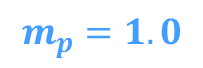 m_p = 1.0